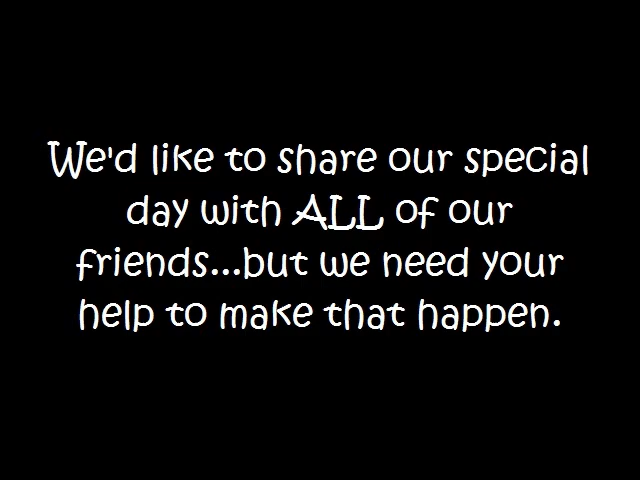 We'd like to share our special
day with ALL of our
friends...but we need your
help to make that happen.